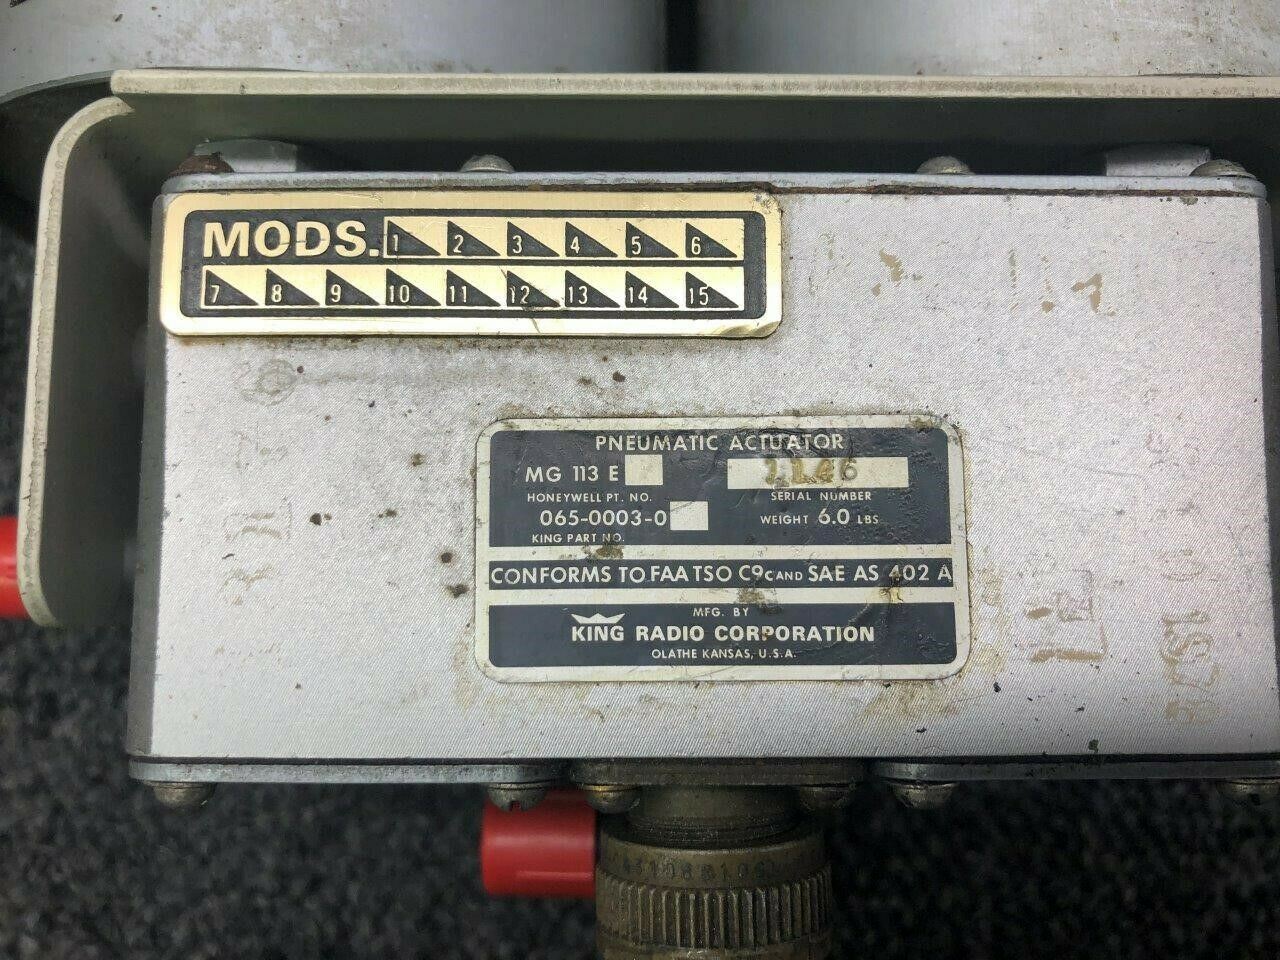 MODS. 1 2 3 4 5 6
7 8 9 10 11 12 13 14 15
PNEUMATIC ACTUATOR
MG 113 E 1146
HONEYWELL PT. NO. SERIAL NUMBER
065-0003-0 WEIGHT 6.0 LBS
KING PART NO.
CONFORMS TO FAA TSO C9c AND SAE AS 402 A
MFG. BY
KING RADIO CORPORATION
OLATHE KANSAS, U.S.A.